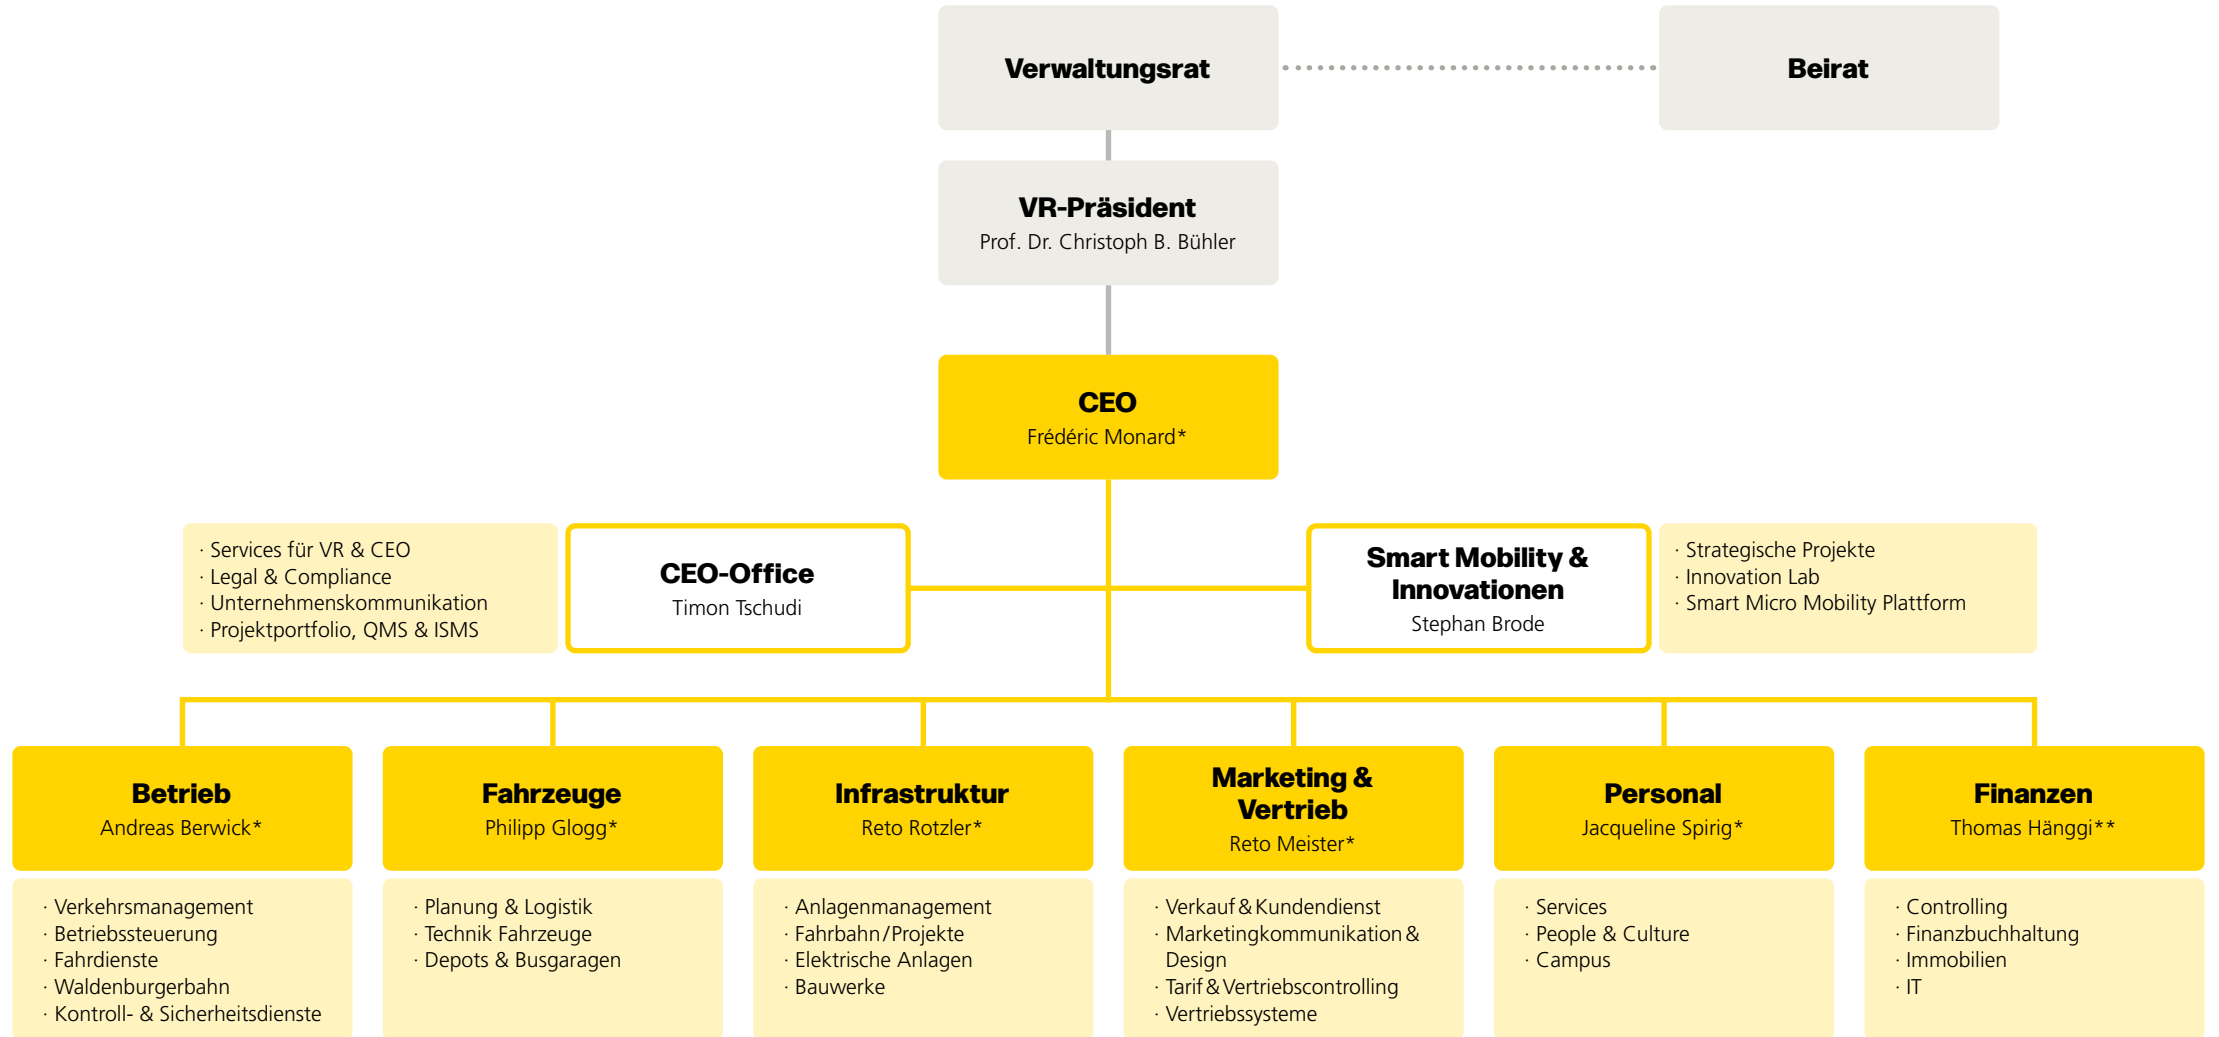 Verwaltungsrat
Beirat
VR-Präsident
Prof. Dr. Christoph B. Bühler
CEO
Frédéric Monard*
· Services für VR & CEO
· Legal & Compliance
· Unternehmenskommunikation
· Projektportfolio, QMS & ISMS
CEO-Office
Timon Tschudi
Smart Mobility &
Innovationen
Stephan Brode
· Strategische Projekte
· Innovation Lab
· Smart Micro Mobility Plattform
Betrieb
Andreas Berwick*
· Verkehrsmanagement
· Betriebssteuerung
· Fahrdienste
· Waldenburgerbahn
· Kontroll- & Sicherheitsdienste
Fahrzeuge
Philipp Glogg*
· Planung & Logistik
· Technik Fahrzeuge
· Depots & Busgaragen
Infrastruktur
Reto Rotzler*
· Anlagenmanagement
· Fahrbahn/Projekte
· Elektrische Anlagen
· Bauwerke
Marketing &
Vertrieb
Reto Meister*
· Verkauf & Kundendienst
· Marketingkommunikation &
Design
· Tarif & Vertriebscontrolling
· Vertriebssysteme
Personal
Jacqueline Spirig*
· Services
· People & Culture
· Campus
Finanzen
Thomas Hänggi**
· Controlling
· Finanzbuchhaltung
· Immobilien
· IT